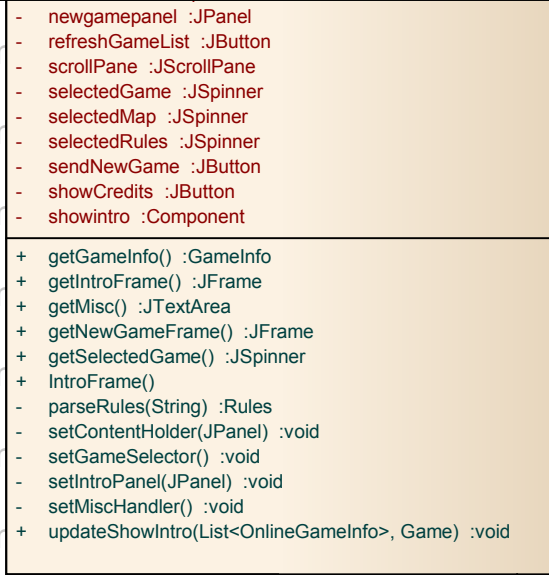 - newgamepanel :JPanel
- refreshGameList :JButton
- scrollPane :JScrollPane
- selectedGame :JSpinner
- selectedMap :JSpinner
- selectedRules :JSpinner
- sendNewGame :JButton
- showCredits :JButton
- showintro :Component
+ getGameInfo() :GameInfo
+ getIntroFrame() :JFrame
+ getMisc() :JTextArea
+ getNewGameFrame() :JFrame
+ getSelectedGame() :JSpinner
+ IntroFrame()
- parseRules(String) :Rules
- setContentHolder(JPanel) :void
- setGameSelector() :void
- setIntroPanel(JPanel) :void
- setMiscHandler() :void
+ updateShowIntro(List<OnlineGameInfo>, Game) :void